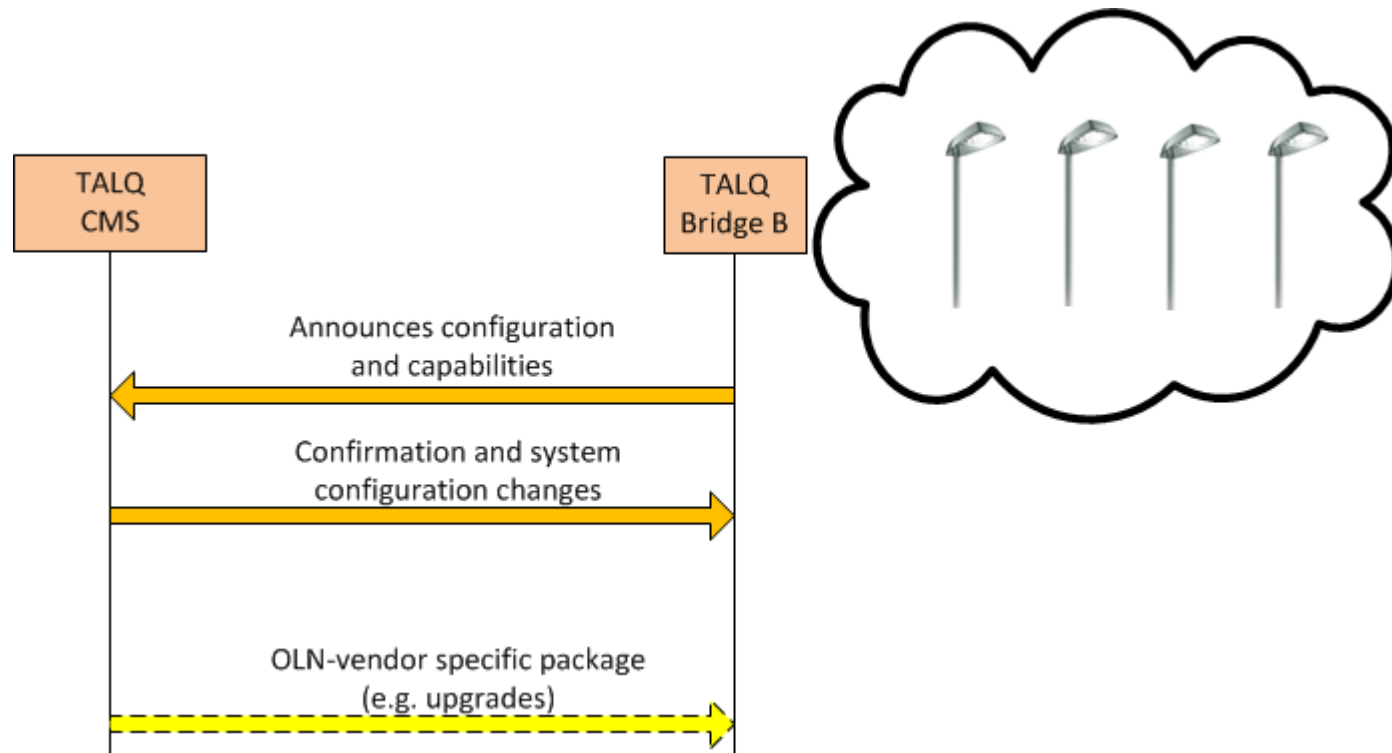 TALQ
CMS
TALQ
Bridge B
Announces configuration
and capabilities
Confirmation and system
configuration changes
OLN-vendor specific package
(e.g. upgrades)